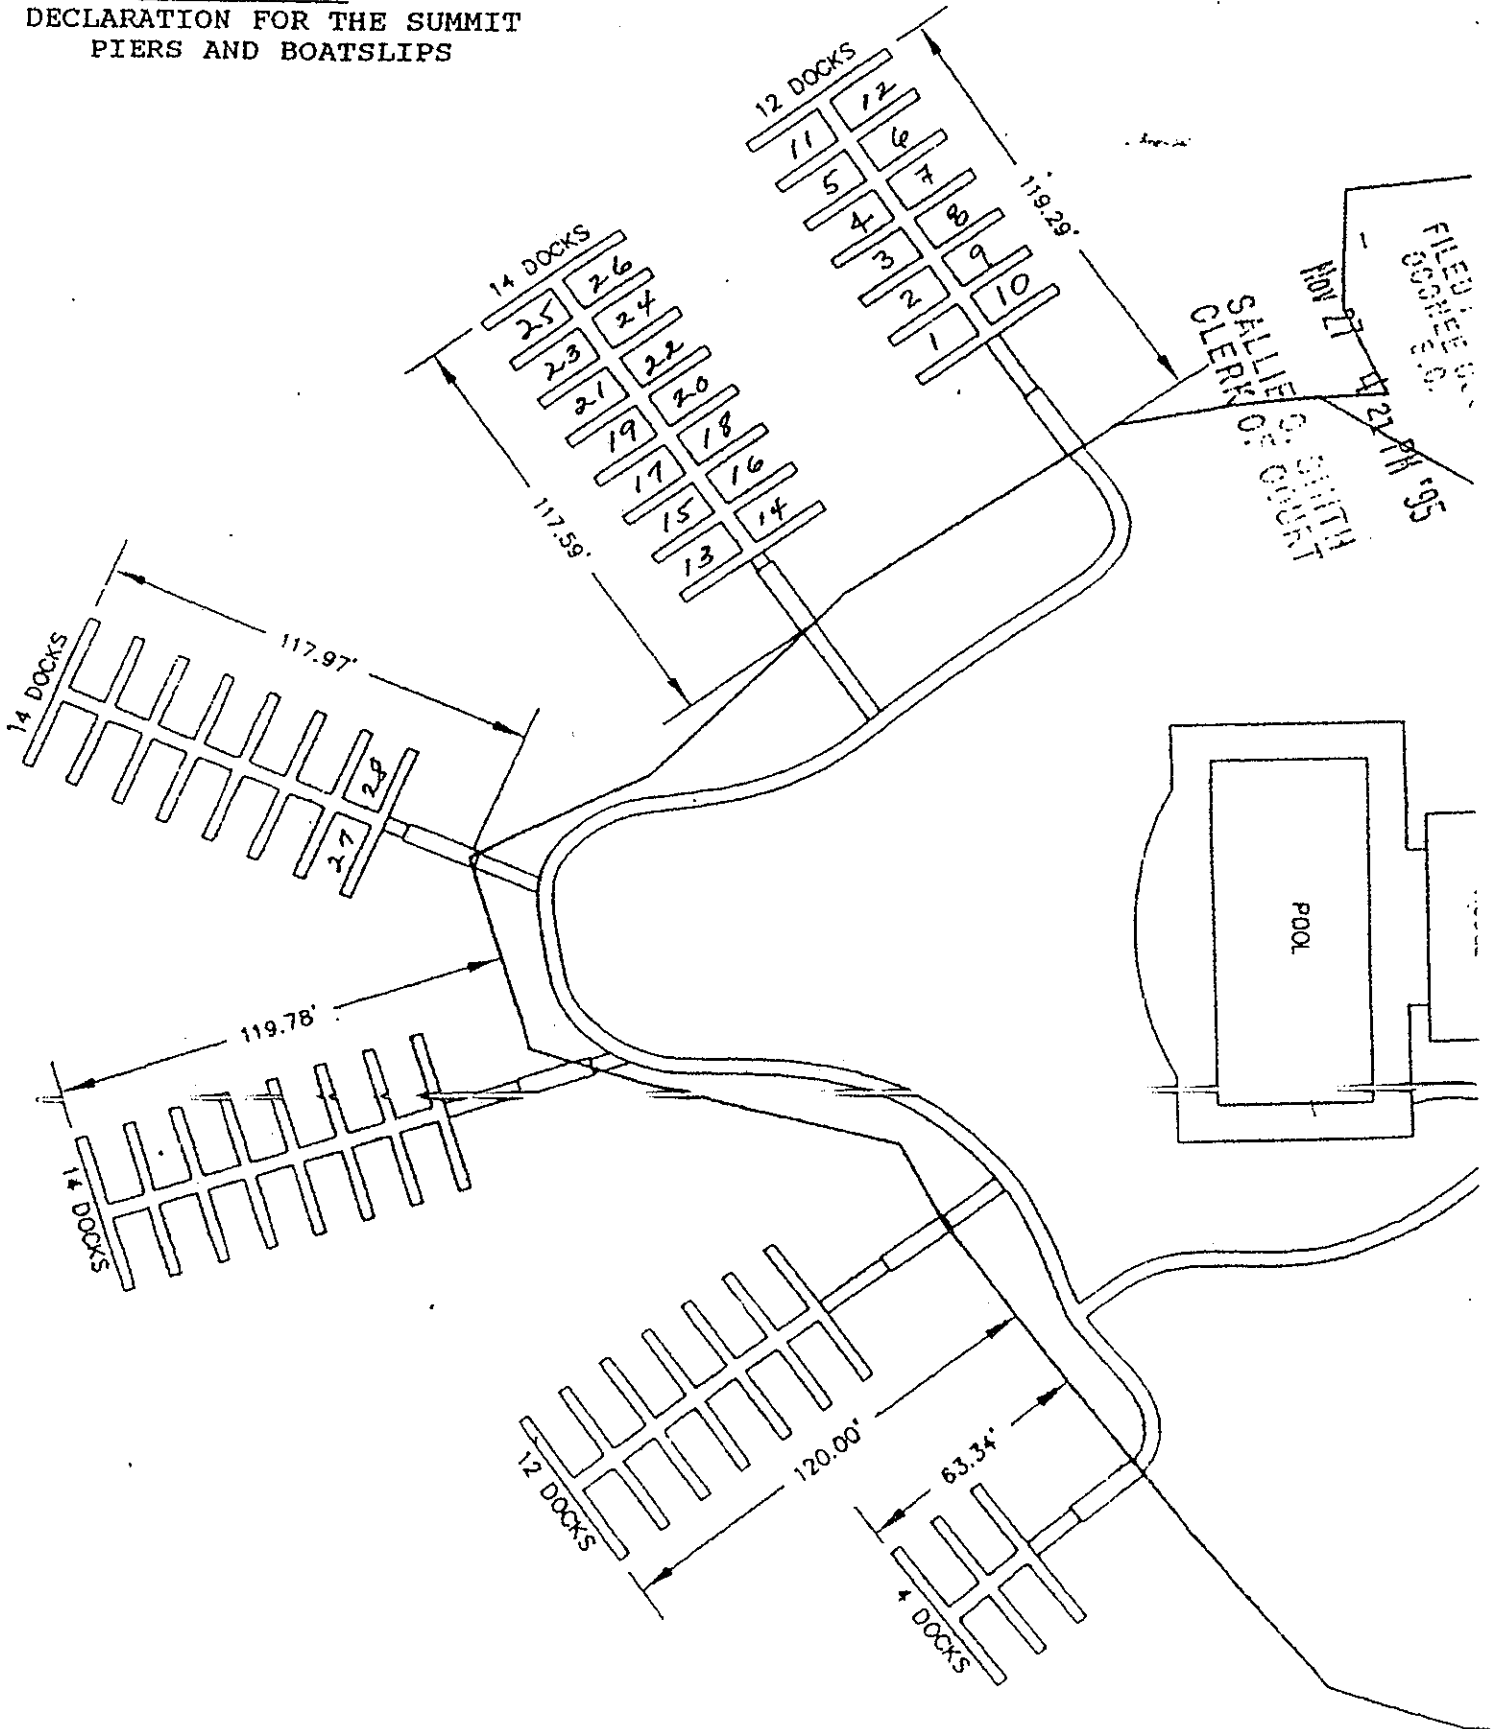 DECLARATION FOR THE SUMMIT
PIERS AND BOATSLIPS
12 DOCKS
11 12
5 6
4 7
3 8
2 9
1 10
119.29'
14 DOCKS
25 26
23 24
21 22
19 20
17 18
15 16
13 14
117.59'
FILED
NOV 27 4 21 PM '95
SALLIE C. SMITH
CLERK OF COURT
14 DOCKS
117.97'
28
27
POOL
119.78'
14 DOCKS
12 DOCKS
120.00'
63.34'
4 DOCKS